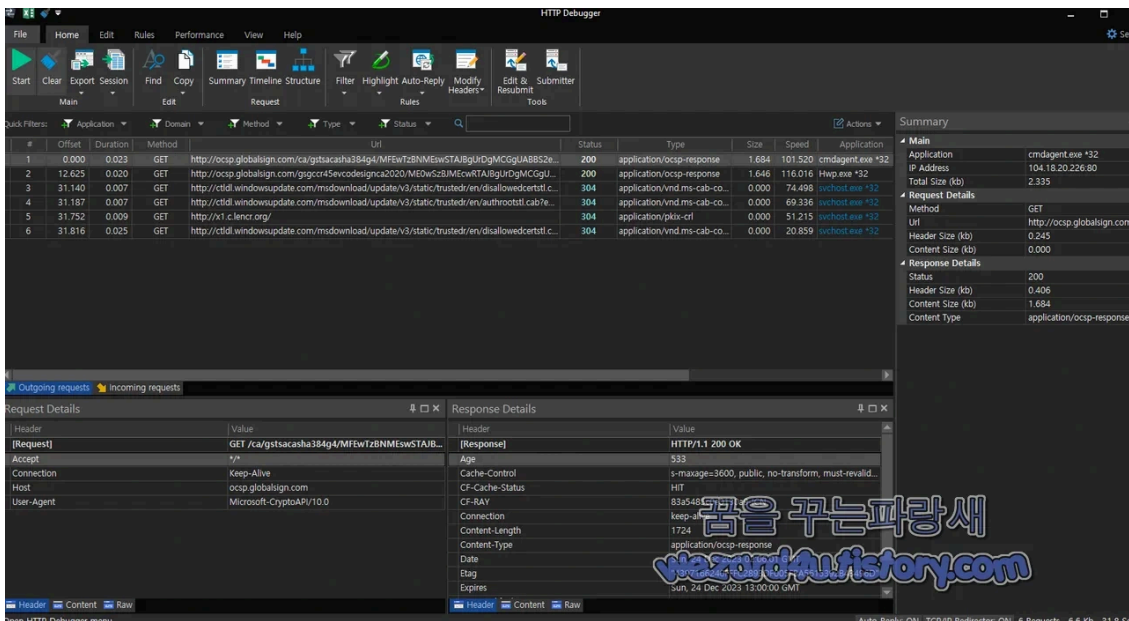 HTTP Debugger
File Home Edit Rules Performance View Help
Start Clear Export Session Find Copy Summary Timeline Structure Filter Highlight Auto-Reply Modify Headers Edit & Resubmit Submitter
Main Edit Request Rules Tools
Quick Filters: Application Domain Method Type Status Actions
# Offset Duration Method Url Status Type Size Speed Application
1 0.000 0.023 GET http://ocsp.globalsign.com/ca/gstsacasha384g4/MFEwTzBNMEswSTAJBgUrDgMCGgUABBS2e... 200 application/ocsp-response 1.684 101.520 cmdagent.exe *32
2 12.625 0.020 GET http://ocsp.globalsign.com/gsgccr45evcodesignca2020/ME0wSzBJMEcwRTAJBgUrDgMCGgU... 200 application/ocsp-response 1.646 116.016 Hwp.exe *32
3 31.140 0.007 GET http://ctldl.windowsupdate.com/msdownload/update/v3/static/trustedr/en/disallowedcertstl.c... 304 application/vnd.ms-cab-co... 0.000 74.498 svchost.exe *32
4 31.187 0.007 GET http://ctldl.windowsupdate.com/msdownload/update/v3/static/trustedr/en/authrootstl.cab?e... 304 application/vnd.ms-cab-co... 0.000 69.336 svchost.exe *32
5 31.752 0.009 GET http://x1.c.lencr.org/ 304 application/pkix-crl 0.000 51.215 svchost.exe *32
6 31.816 0.025 GET http://ctldl.windowsupdate.com/msdownload/update/v3/static/trustedr/en/disallowedcertstl.c... 304 application/vnd.ms-cab-co... 0.000 20.859 svchost.exe *32
Outgoing requests Incoming requests
Summary
Main
Application cmdagent.exe *32
IP Address 104.18.20.226:80
Total Size (kb) 2.335
Request Details
Method GET
Url http://ocsp.globalsign.com
Header Size (kb) 0.245
Content Size (kb) 0.000
Response Details
Status 200
Header Size (kb) 0.406
Content Size (kb) 1.684
Content Type application/ocsp-response
Request Details
Header Value
[Request] GET /ca/gstsacasha384g4/MFEwTzBNMEswSTAJB...
Accept */*
Connection Keep-Alive
Host ocsp.globalsign.com
User-Agent Microsoft-CryptoAPI/10.0
Header Content Raw
Response Details
Header Value
[Response] HTTP/1.1 200 OK
Age 533
Cache-Control s-maxage=3600, public, no-transform, must-revalid...
CF-Cache-Status HIT
CF-RAY
Connection keep-alive
Content-Length 1724
Content-Type application/ocsp-response
Date
Etag
Expires Sun, 24 Dec 2023 13:00:00 GMT
Header Content Raw
꿈을 꾸는파랑새
wezard4u.tistory.com
Open HTTP Debugger menu
Auto-Reply: ON TCP/IP Redirector: ON 6 Requests